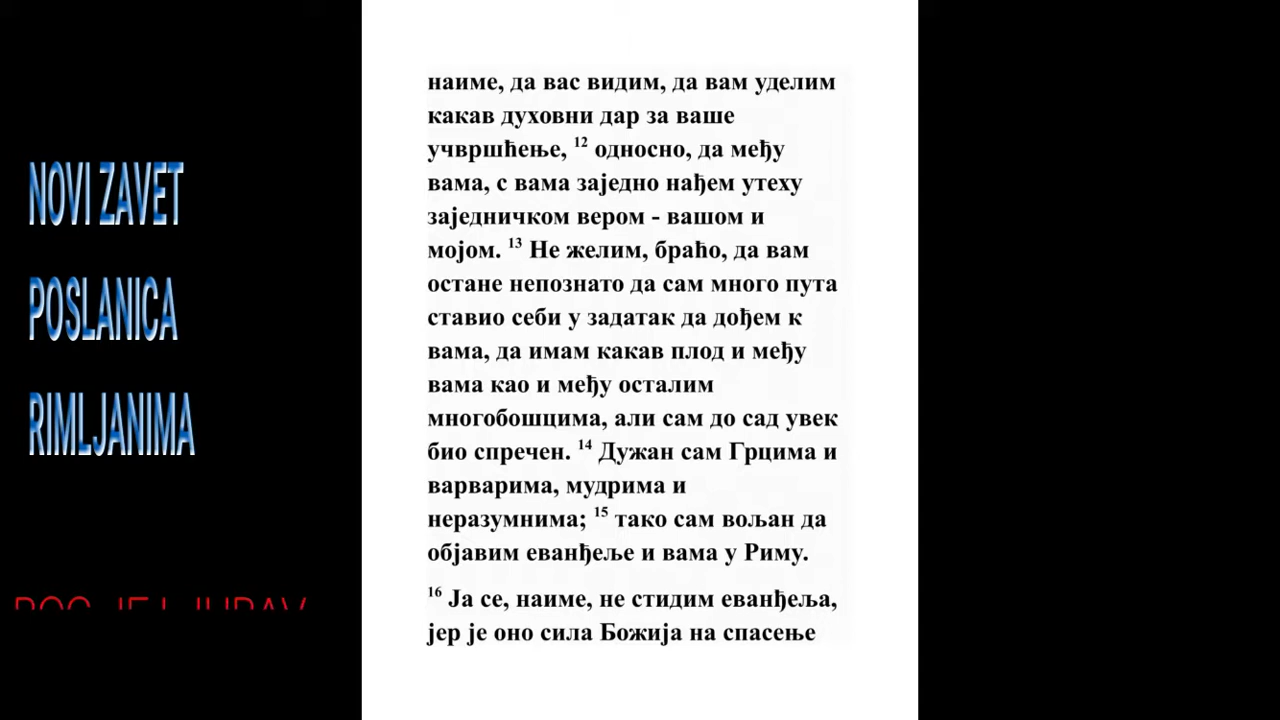 NOVI ZAVET
POSLANICA
RIMLJANIMA
наиме, да вас видим, да вам уделим
какав духовни дар за ваше
учвршћење, 12 односно, да међу
вама, с вама заједно нађем утеху
заједничком вером - вашом и
мојом. 13 Не желим, браћо, да вам
остане непознато да сам много пута
ставио себи у задатак да дођем к
вама, да имам какав плод и међу
вама као и међу осталим
многобошцима, али сам до сад увек
био спречен. 14 Дужан сам Грцима и
варварима, мудрима и
неразумнима; 15 тако сам вољан да
објавим еванђеље и вама у Риму.
16 Ја се, наиме, не стидим еванђеља,
јер је оно сила Божија на спасење